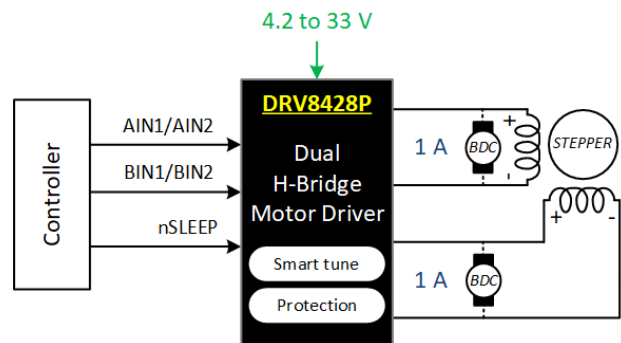 4.2 to 33 V
Controller
AIN1/AIN2
BIN1/BIN2
nSLEEP
DRV8428P
Dual
H-Bridge
Motor Driver
Smart tune
Protection
1 A
BDC
+
-
STEPPER
+
-
1 A
BDC